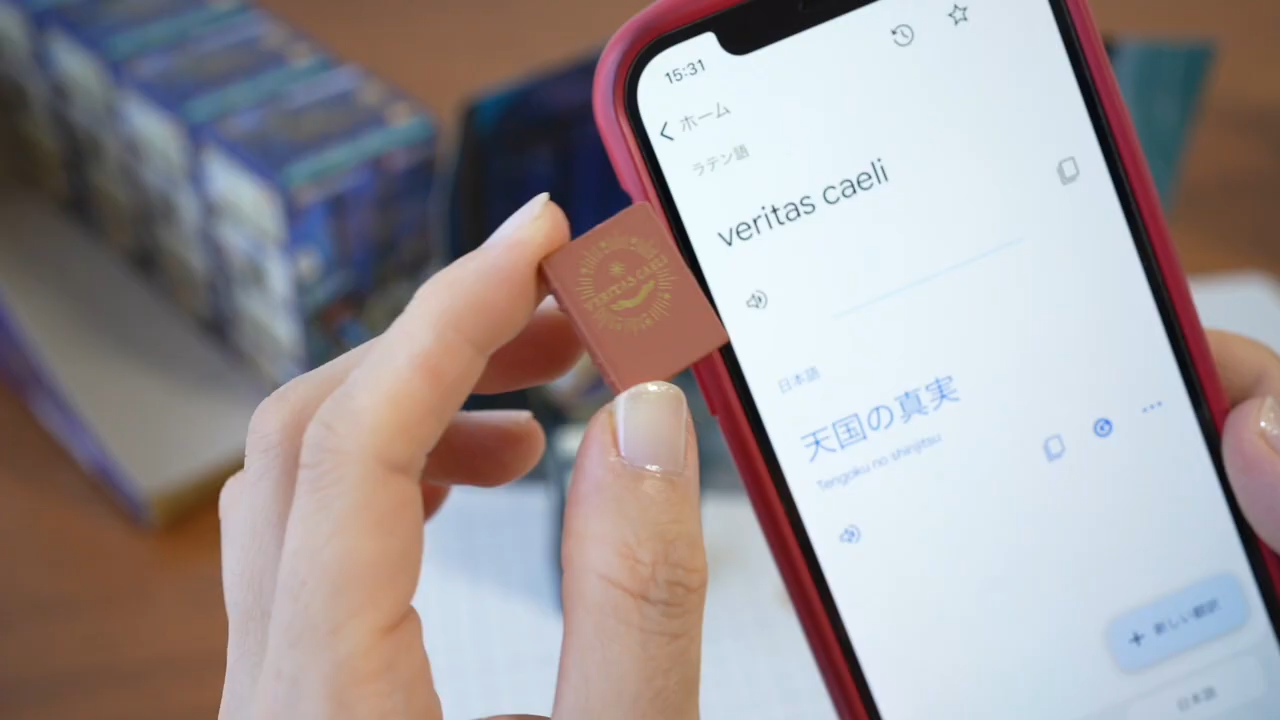 15:31
ホーム
ラテン語
veritas caeli
VERITAS CAELI
日本語
天国の真実
Tengoku no shinjitsu
+ 新しい翻訳
日本語